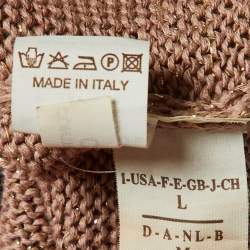 MADE IN ITALY
I-USA-F-E-GB-J-CH
L
D-A-NL-B